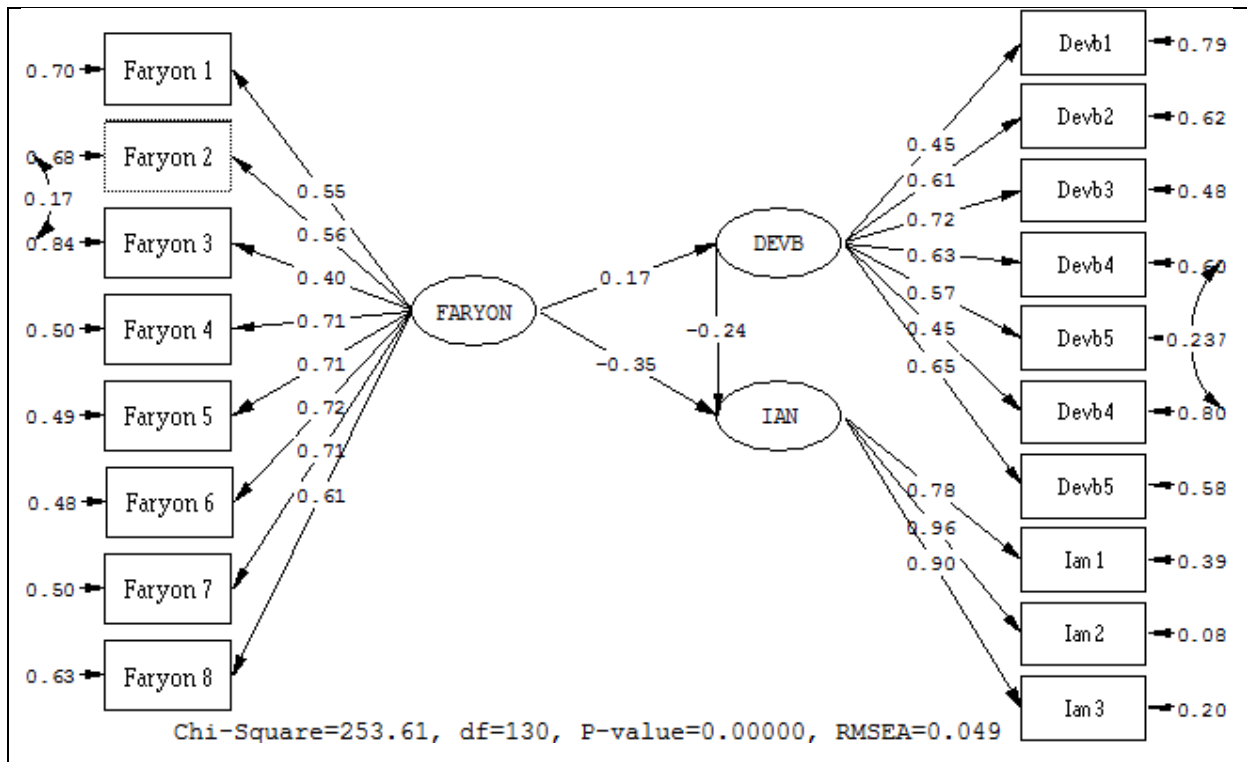 0.70 Faryon 1
0.68 Faryon 2
0.17
0.84 Faryon 3
0.50 Faryon 4
0.49 Faryon 5
0.48 Faryon 6
0.50 Faryon 7
0.63 Faryon 8
0.55
0.56
0.40
0.71
0.71
0.72
0.71
0.61
FARYON
0.17
-0.35
DEVB
-0.24
IAN
0.45
0.61
0.72
0.63
0.57
0.45
0.65
0.78
0.96
0.90
Devb1 0.79
Devb2 0.62
Devb3 0.48
Devb4 0.60
Devb5 0.237
Devb4 0.80
Devb5 0.58
Ian 1 0.39
Ian 2 0.08
Ian 3 0.20
Chi-Square=253.61, df=130, P-value=0.00000, RMSEA=0.049